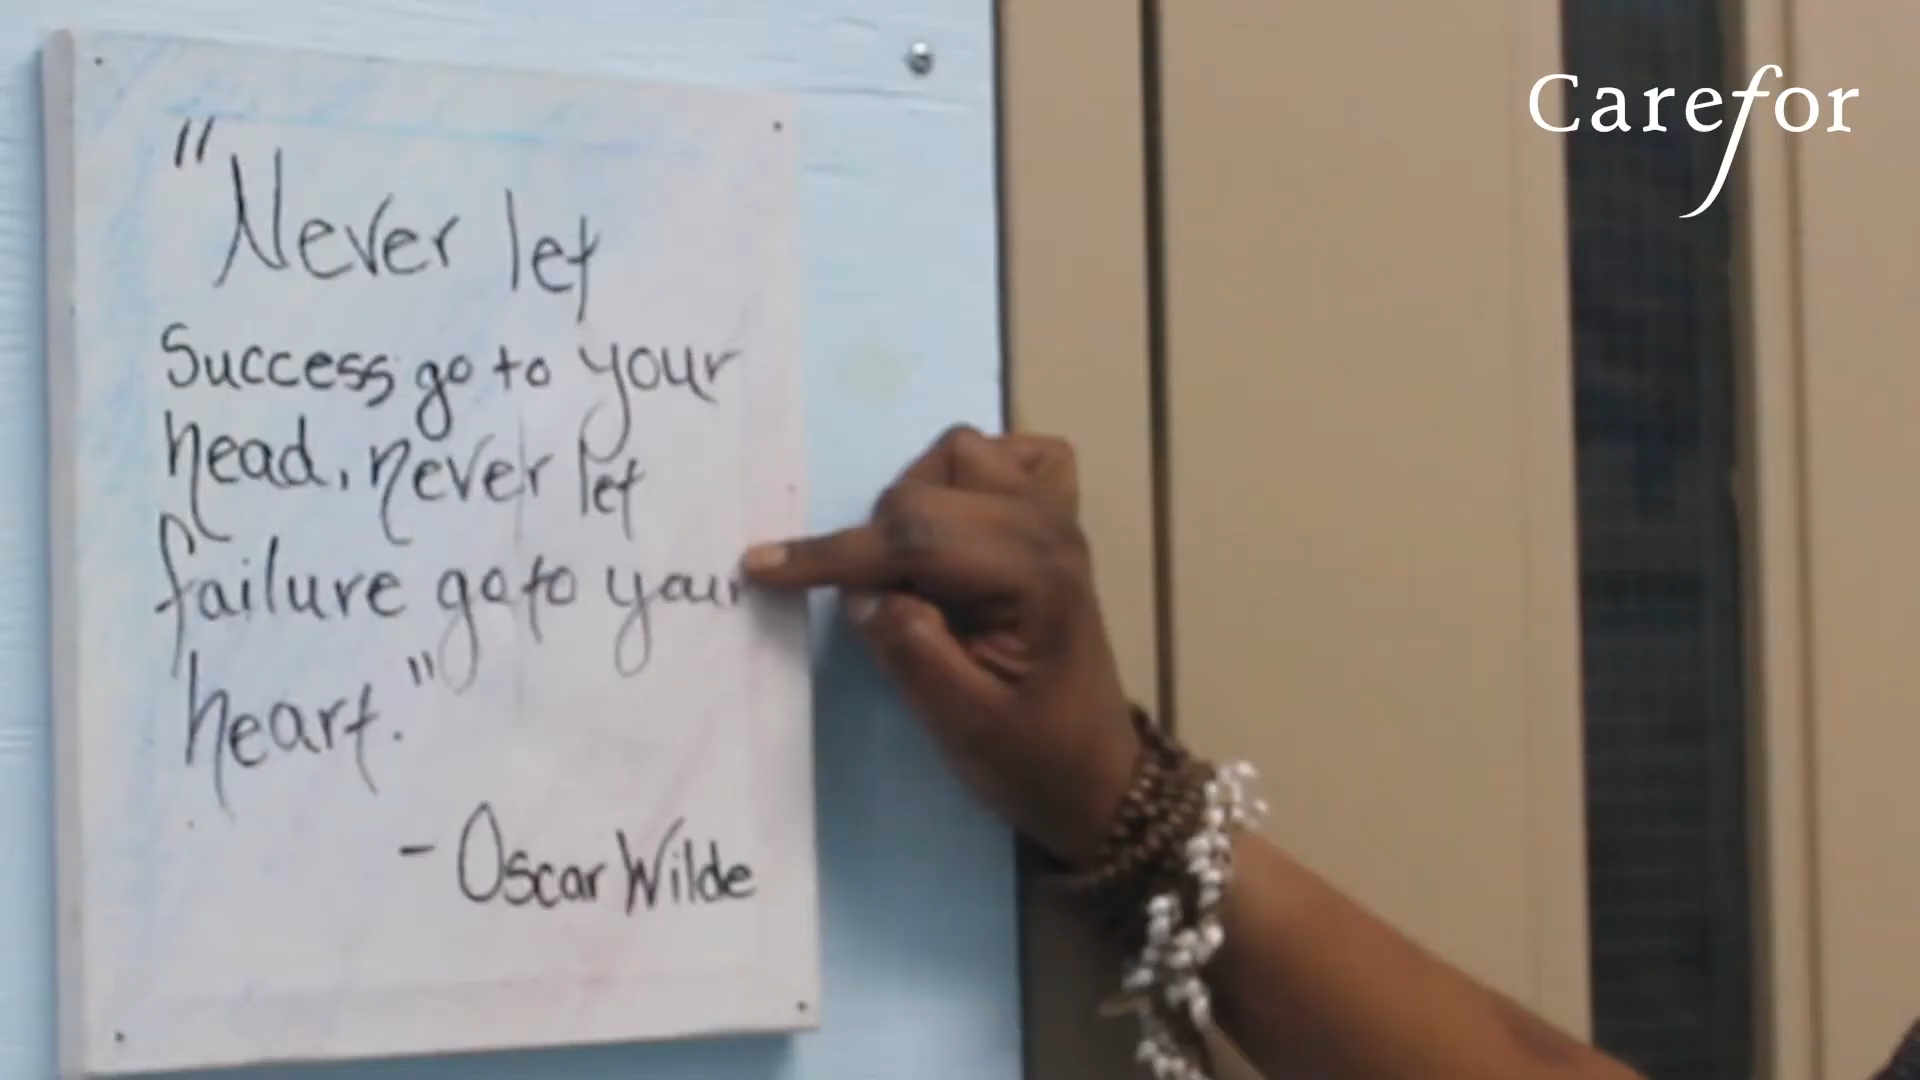 "Never let
success go to your
head, never let
failure go to your
heart."
- Oscar Wilde
Carefor